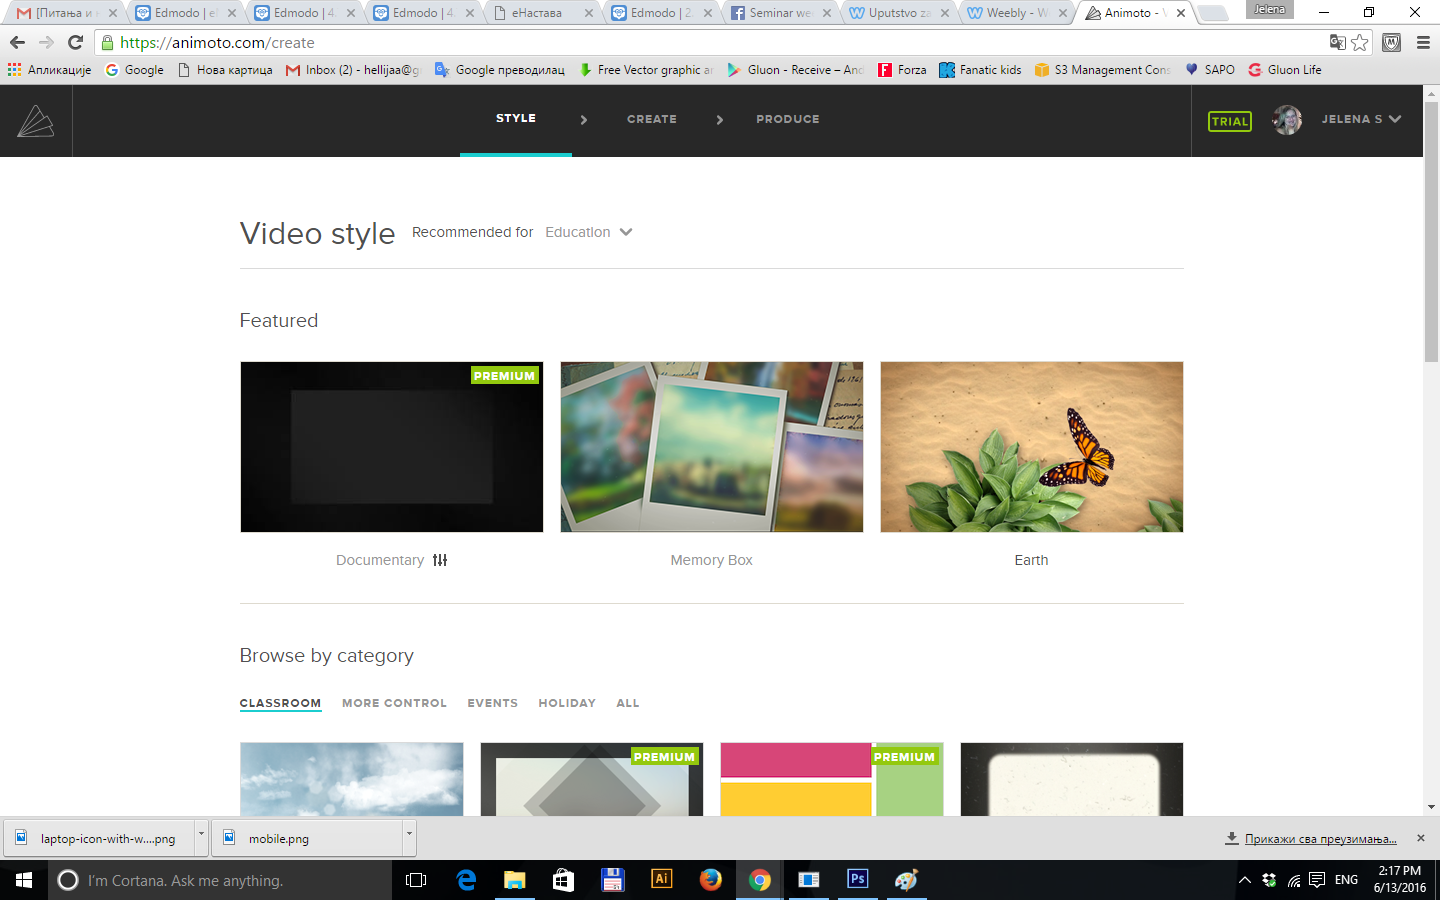 [Питања и
Edmodo | e
Edmodo | 4
Edmodo | 4
еНастава
Edmodo | 2
Seminar we
Uputstvo za
Weebly - W
Animoto -
Jelena
https://animoto.com/create
Апликације
Google
Нова картица
Inbox (2) - hellijaa@g
Google преводилац
Free Vector graphic ar
Gluon - Receive – And
Forza
Fanatic kids
S3 Management Cons
SAPO
Gluon Life
STYLE
CREATE
PRODUCE
TRIAL
JELENA S
Video style
Recommended for
Education
Featured
PREMIUM
Documentary
Memory Box
Earth
Browse by category
CLASSROOM
MORE CONTROL
EVENTS
HOLIDAY
ALL
PREMIUM
PREMIUM
laptop-icon-with-w....png
mobile.png
Прикажи сва преузимања...
I'm Cortana. Ask me anything.
Ai
Ps
ENG
2:17 PM
6/13/2016